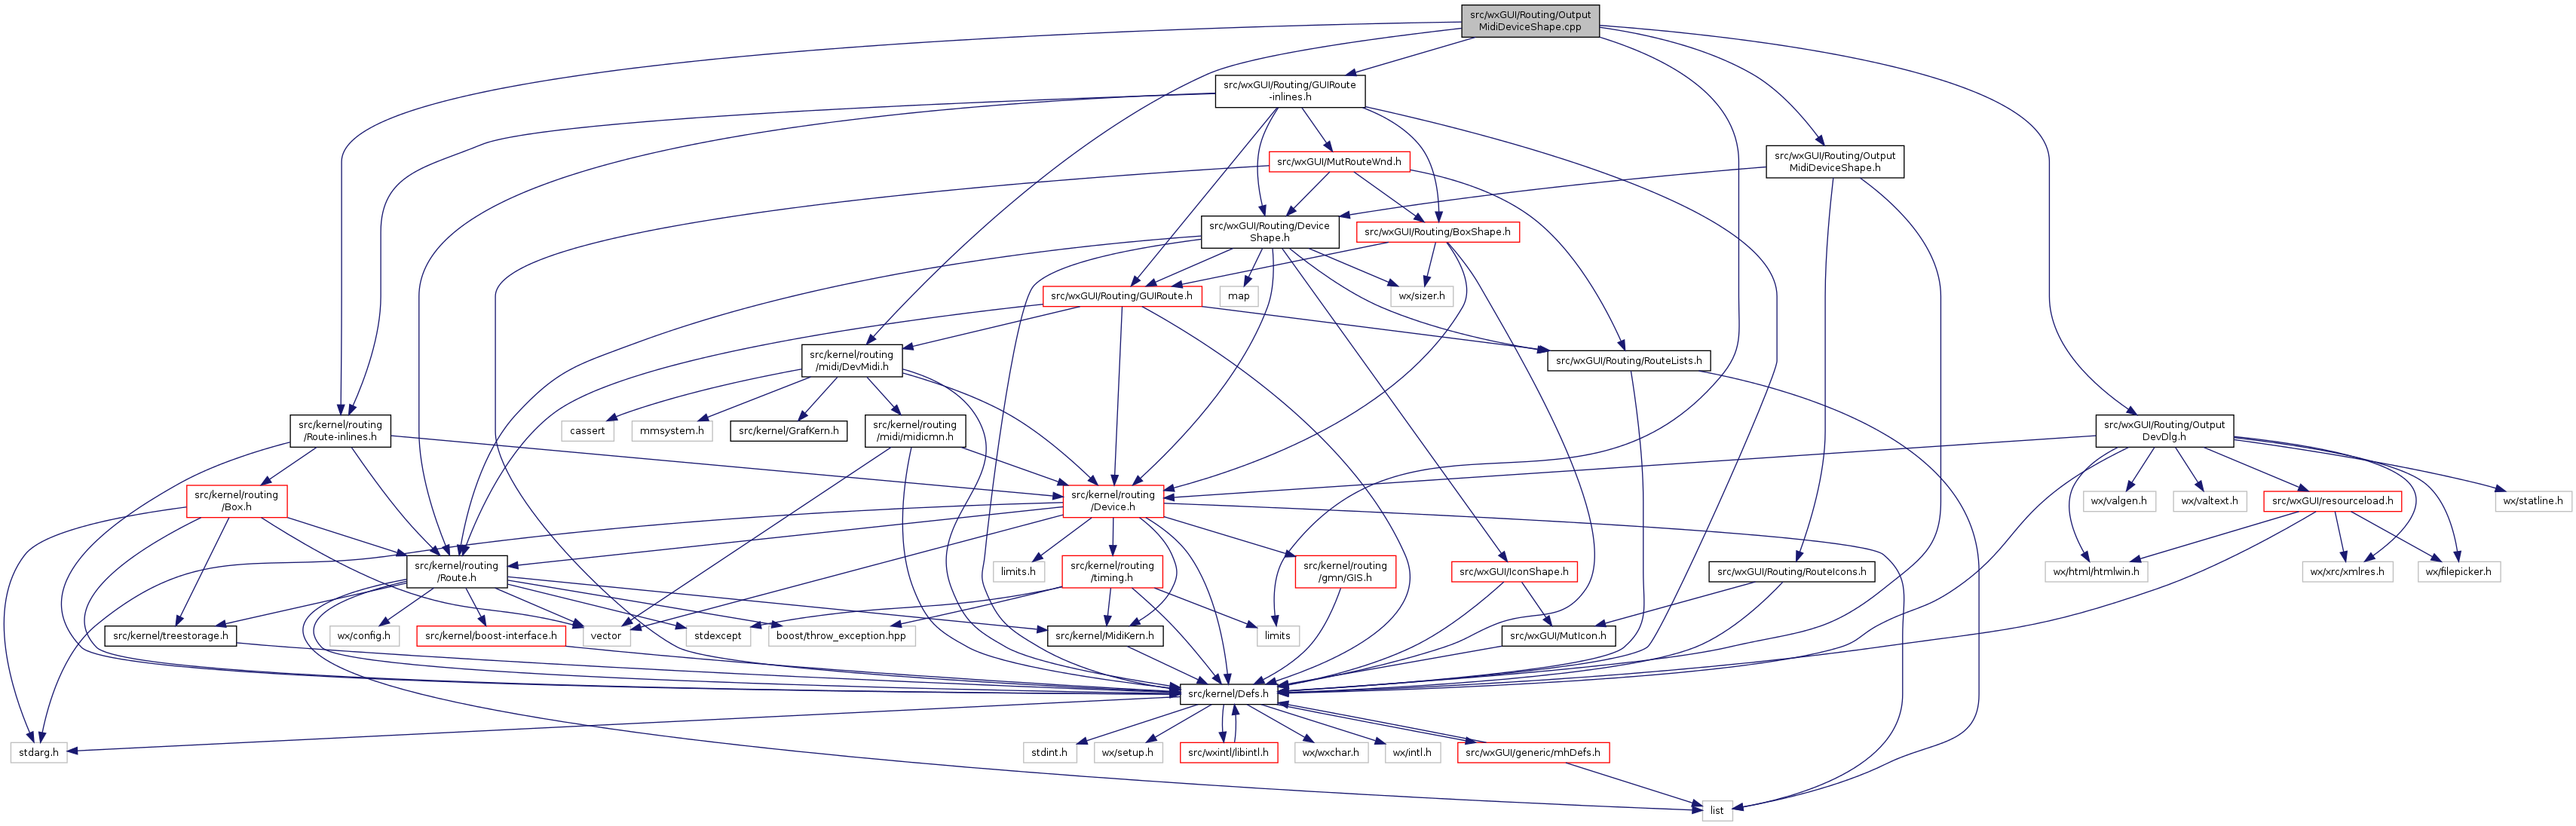 src/wxGUI/Routing/Output
MidiDeviceShape.cpp
src/wxGUI/Routing/GUIRoute
-inlines.h
src/wxGUI/MutRouteWnd.h
src/wxGUI/Routing/Output
MidiDeviceShape.h
src/wxGUI/Routing/Device
Shape.h
src/wxGUI/Routing/BoxShape.h
src/wxGUI/Routing/GUIRoute.h
map
wx/sizer.h
src/kernel/routing
/midi/DevMidi.h
src/wxGUI/Routing/RouteLists.h
src/kernel/routing
/Route-inlines.h
cassert
mmsystem.h
src/kernel/GrafKern.h
src/kernel/routing
/midi/midicmn.h
src/wxGUI/Routing/Output
DevDlg.h
src/kernel/routing
/Box.h
src/kernel/routing
/Device.h
wx/valgen.h
wx/valtext.h
src/wxGUI/resourceload.h
wx/statline.h
src/kernel/routing
/Route.h
limits.h
src/kernel/routing
/timing.h
src/kernel/routing
/gmn/GIS.h
src/wxGUI/IconShape.h
src/wxGUI/Routing/RouteIcons.h
wx/html/htmlwin.h
wx/xrc/xmlres.h
wx/filepicker.h
src/kernel/treestorage.h
wx/config.h
src/kernel/boost-interface.h
vector
stdexcept
boost/throw_exception.hpp
src/kernel/MidiKern.h
limits
src/wxGUI/MutIcon.h
src/kernel/Defs.h
stdarg.h
stdint.h
wx/setup.h
src/wxintl/libintl.h
wx/wxchar.h
wx/intl.h
src/wxGUI/generic/mhDefs.h
list